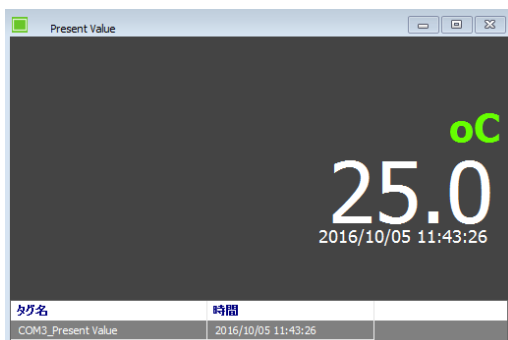 Present Value
oC
25.0
2016/10/05 11:43:26
タグ名 時間
COM3_Present Value 2016/10/05 11:43:26